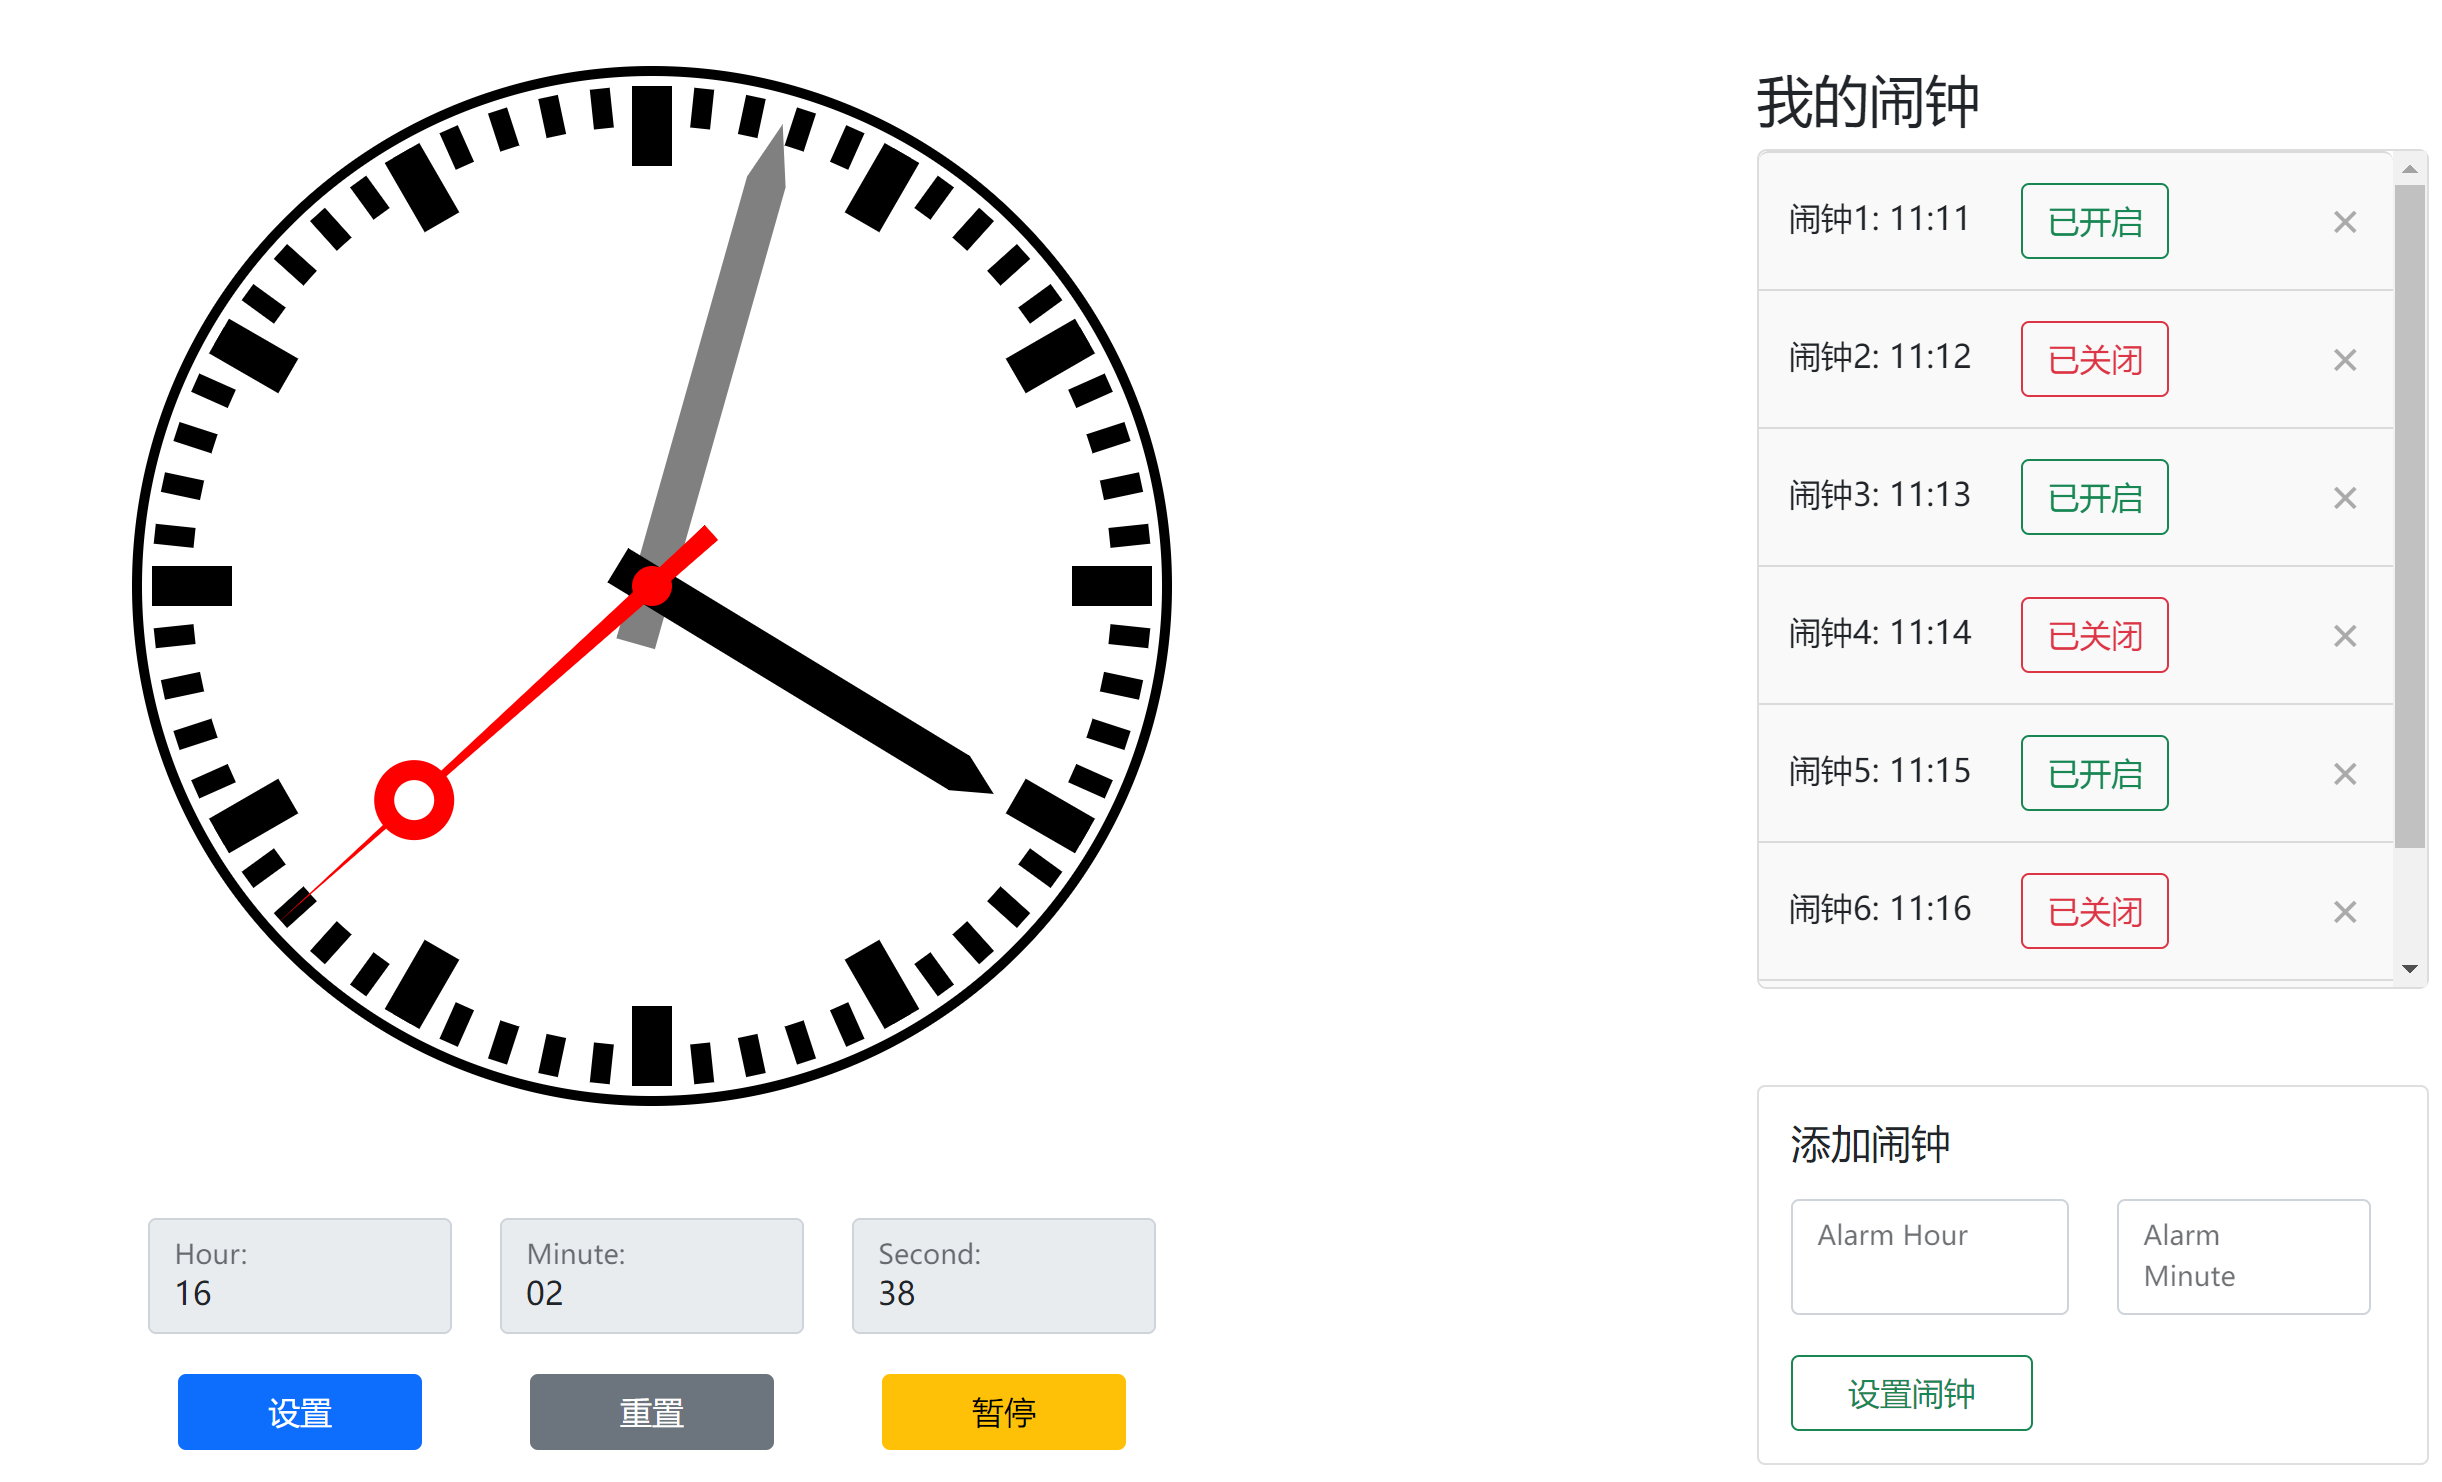 我的闹钟
闹钟1: 11:11 已开启 ×
闹钟2: 11:12 已关闭 ×
闹钟3: 11:13 已开启 ×
闹钟4: 11:14 已关闭 ×
闹钟5: 11:15 已开启 ×
闹钟6: 11:16 已关闭 ×
添加闹钟
Alarm Hour
Alarm
Minute
设置闹钟
Hour:
16
Minute:
02
Second:
38
设置
重置
暂停